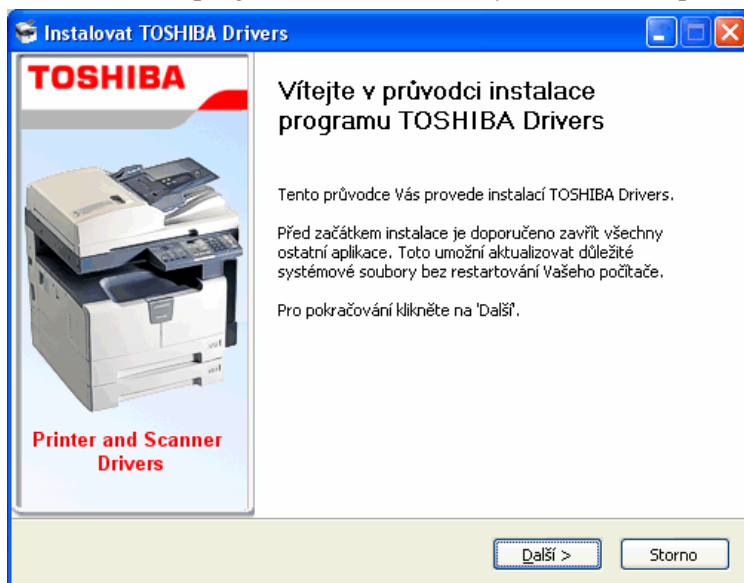 Instalovat TOSHIBA Drivers
TOSHIBA
Vítejte v průvodci instalace
programu TOSHIBA Drivers
Tento průvodce Vás provede instalací TOSHIBA Drivers.
Před začátkem instalace je doporučeno zavřít všechny
ostatní aplikace. Toto umožní aktualizovat důležité
systémové soubory bez restartování Vašeho počítače.
Pro pokračování klikněte na 'Další'.
Printer and Scanner
Drivers
Další >
Storno